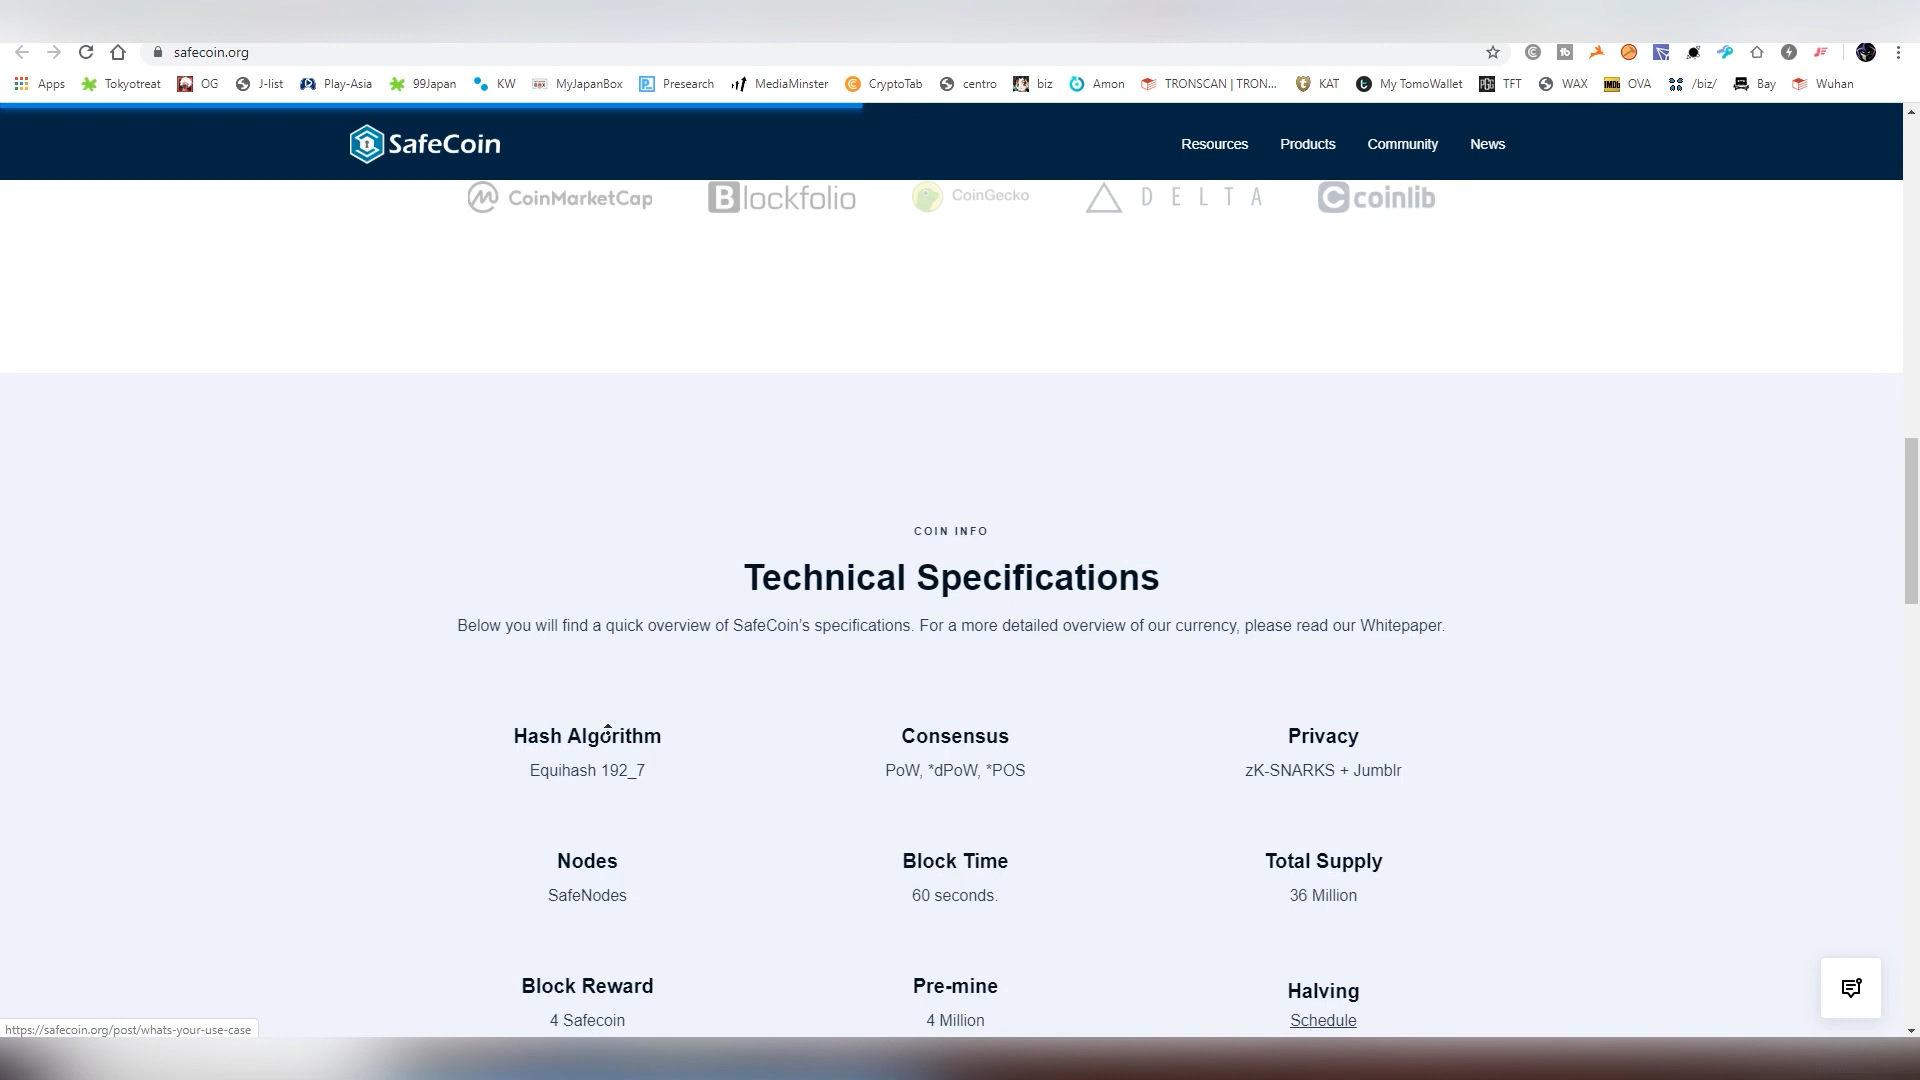 safecoin.org
Apps Tokyotreat OG J-list Play-Asia 99Japan KW MyJapanBox Presearch MediaMinster CryptoTab centro biz Amon TRONSCAN | TRON... KAT My TomoWallet TFT WAX OVA /biz/ Bay Wuhan
SafeCoin Resources Products Community News
CoinMarketCap Blockfolio CoinGecko DELTA coinlib
COIN INFO
Technical Specifications
Below you will find a quick overview of SafeCoin's specifications. For a more detailed overview of our currency, please read our Whitepaper.
Hash Algorithm Consensus Privacy
Equihash 192_7 PoW, *dPoW, *POS zK-SNARKS + Jumblr
Nodes Block Time Total Supply
SafeNodes 60 seconds. 36 Million
Block Reward Pre-mine Halving
4 Safecoin 4 Million Schedule
https://safecoin.org/post/whats-your-use-case